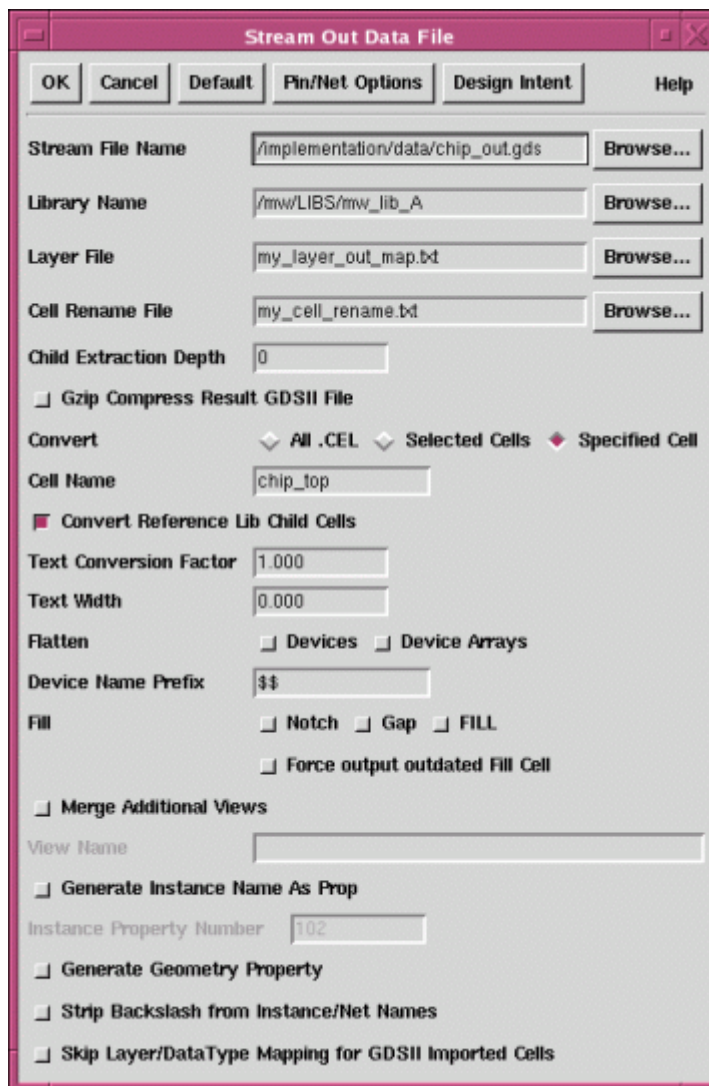 Stream Out Data File
OK Cancel Default Pin/Net Options Design Intent Help
Stream File Name /implementation/data/chip_out.gds Browse...
Library Name /mw/LIBS/mw_lib_A Browse...
Layer File my_layer_out_map.txt Browse...
Cell Rename File my_cell_rename.txt Browse...
Child Extraction Depth 0
Gzip Compress Result GDSII File
Convert All .CEL Selected Cells Specified Cell
Cell Name chip_top
Convert Reference Lib Child Cells
Text Conversion Factor 1.000
Text Width 0.000
Flatten Devices Device Arrays
Device Name Prefix $$
Fill Notch Gap FILL
Force output outdated Fill Cell
Merge Additional Views
View Name
Generate Instance Name As Prop
Instance Property Number 102
Generate Geometry Property
Strip Backslash from Instance/Net Names
Skip Layer/DataType Mapping for GDSII Imported Cells